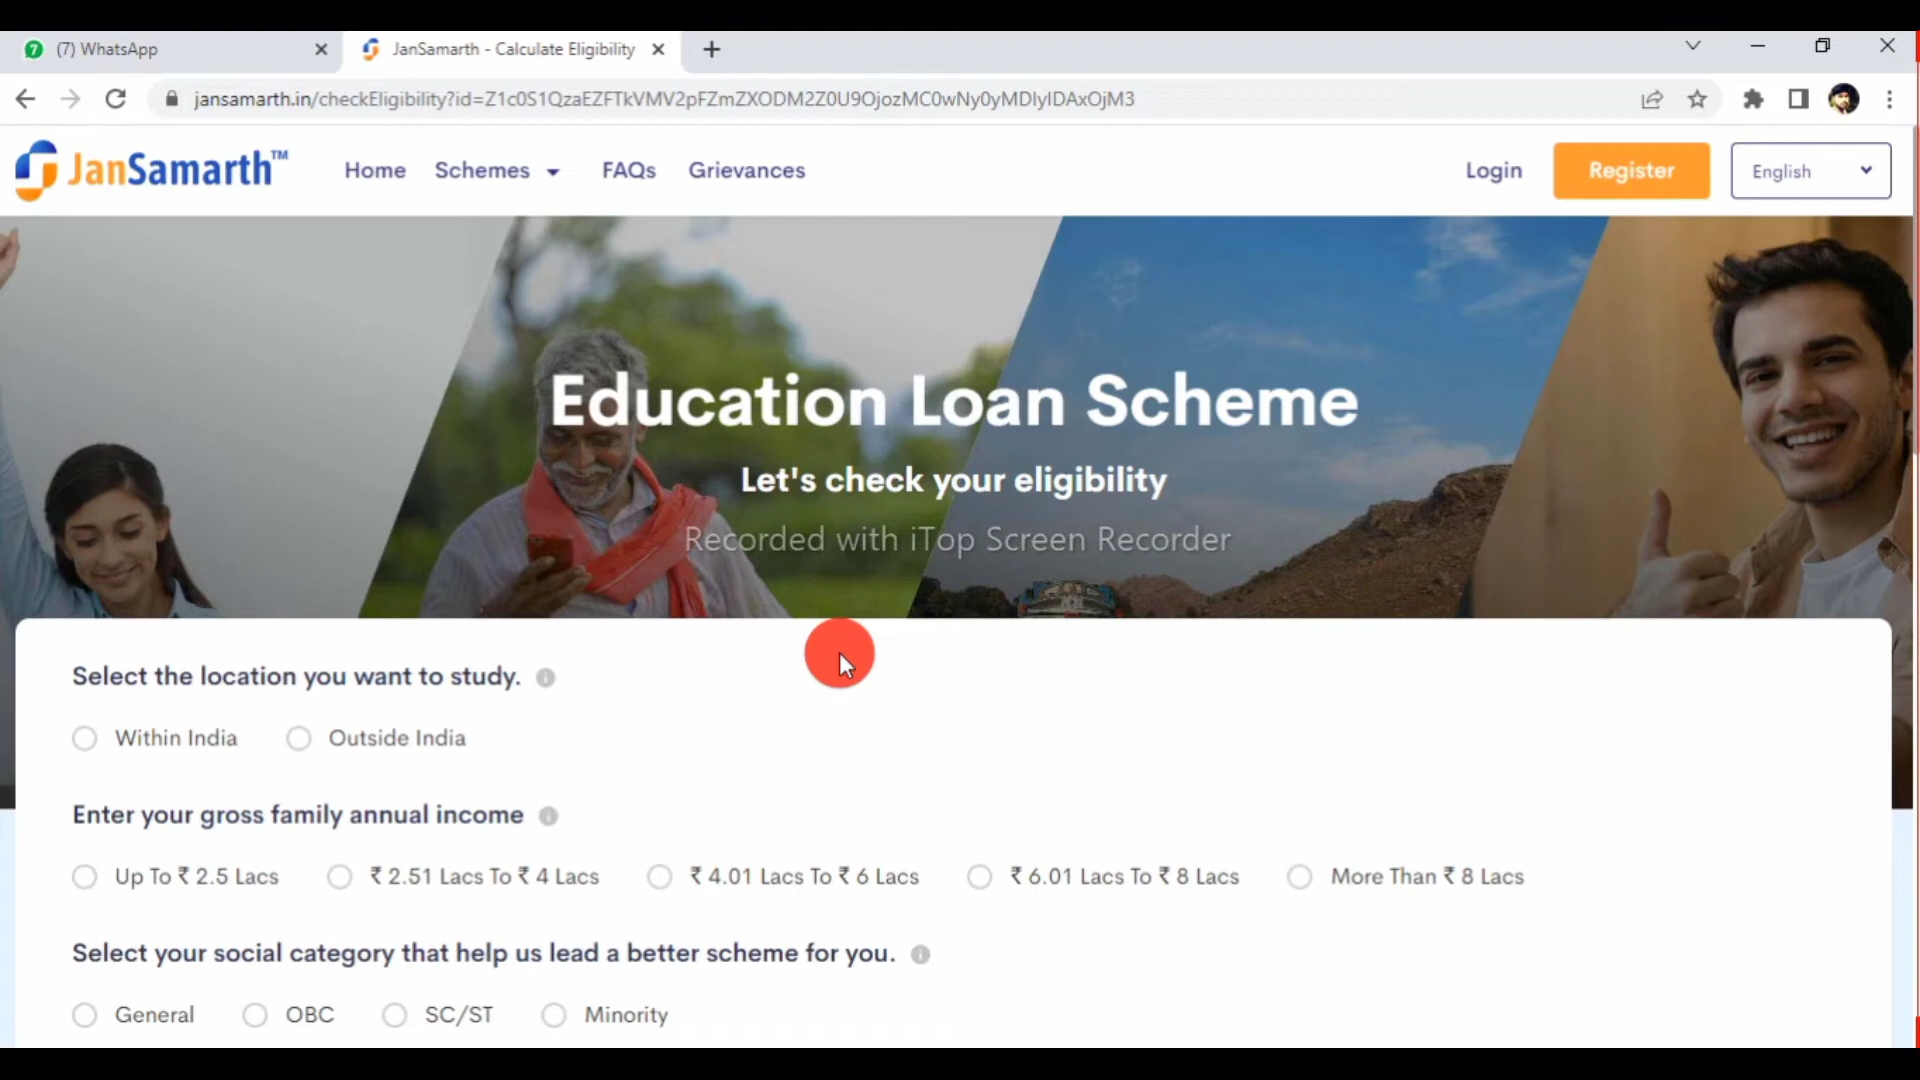 7 (7) WhatsApp
JanSamarth - Calculate Eligibility
jansamarth.in/checkEligibility?id=Z1c0S1QzaEZFTkVMV2pFZmZXODM2Z0U9OjozMC0wNy0yMDIyIDAxOjM3
JanSamarth™ Home Schemes FAQs Grievances Login Register English
Education Loan Scheme
Let's check your eligibility
Recorded with iTop Screen Recorder
Select the location you want to study.
Within India Outside India
Enter your gross family annual income
Up To ₹ 2.5 Lacs ₹ 2.51 Lacs To ₹ 4 Lacs ₹ 4.01 Lacs To ₹ 6 Lacs ₹ 6.01 Lacs To ₹ 8 Lacs More Than ₹ 8 Lacs
Select your social category that help us lead a better scheme for you.
General OBC SC/ST Minority